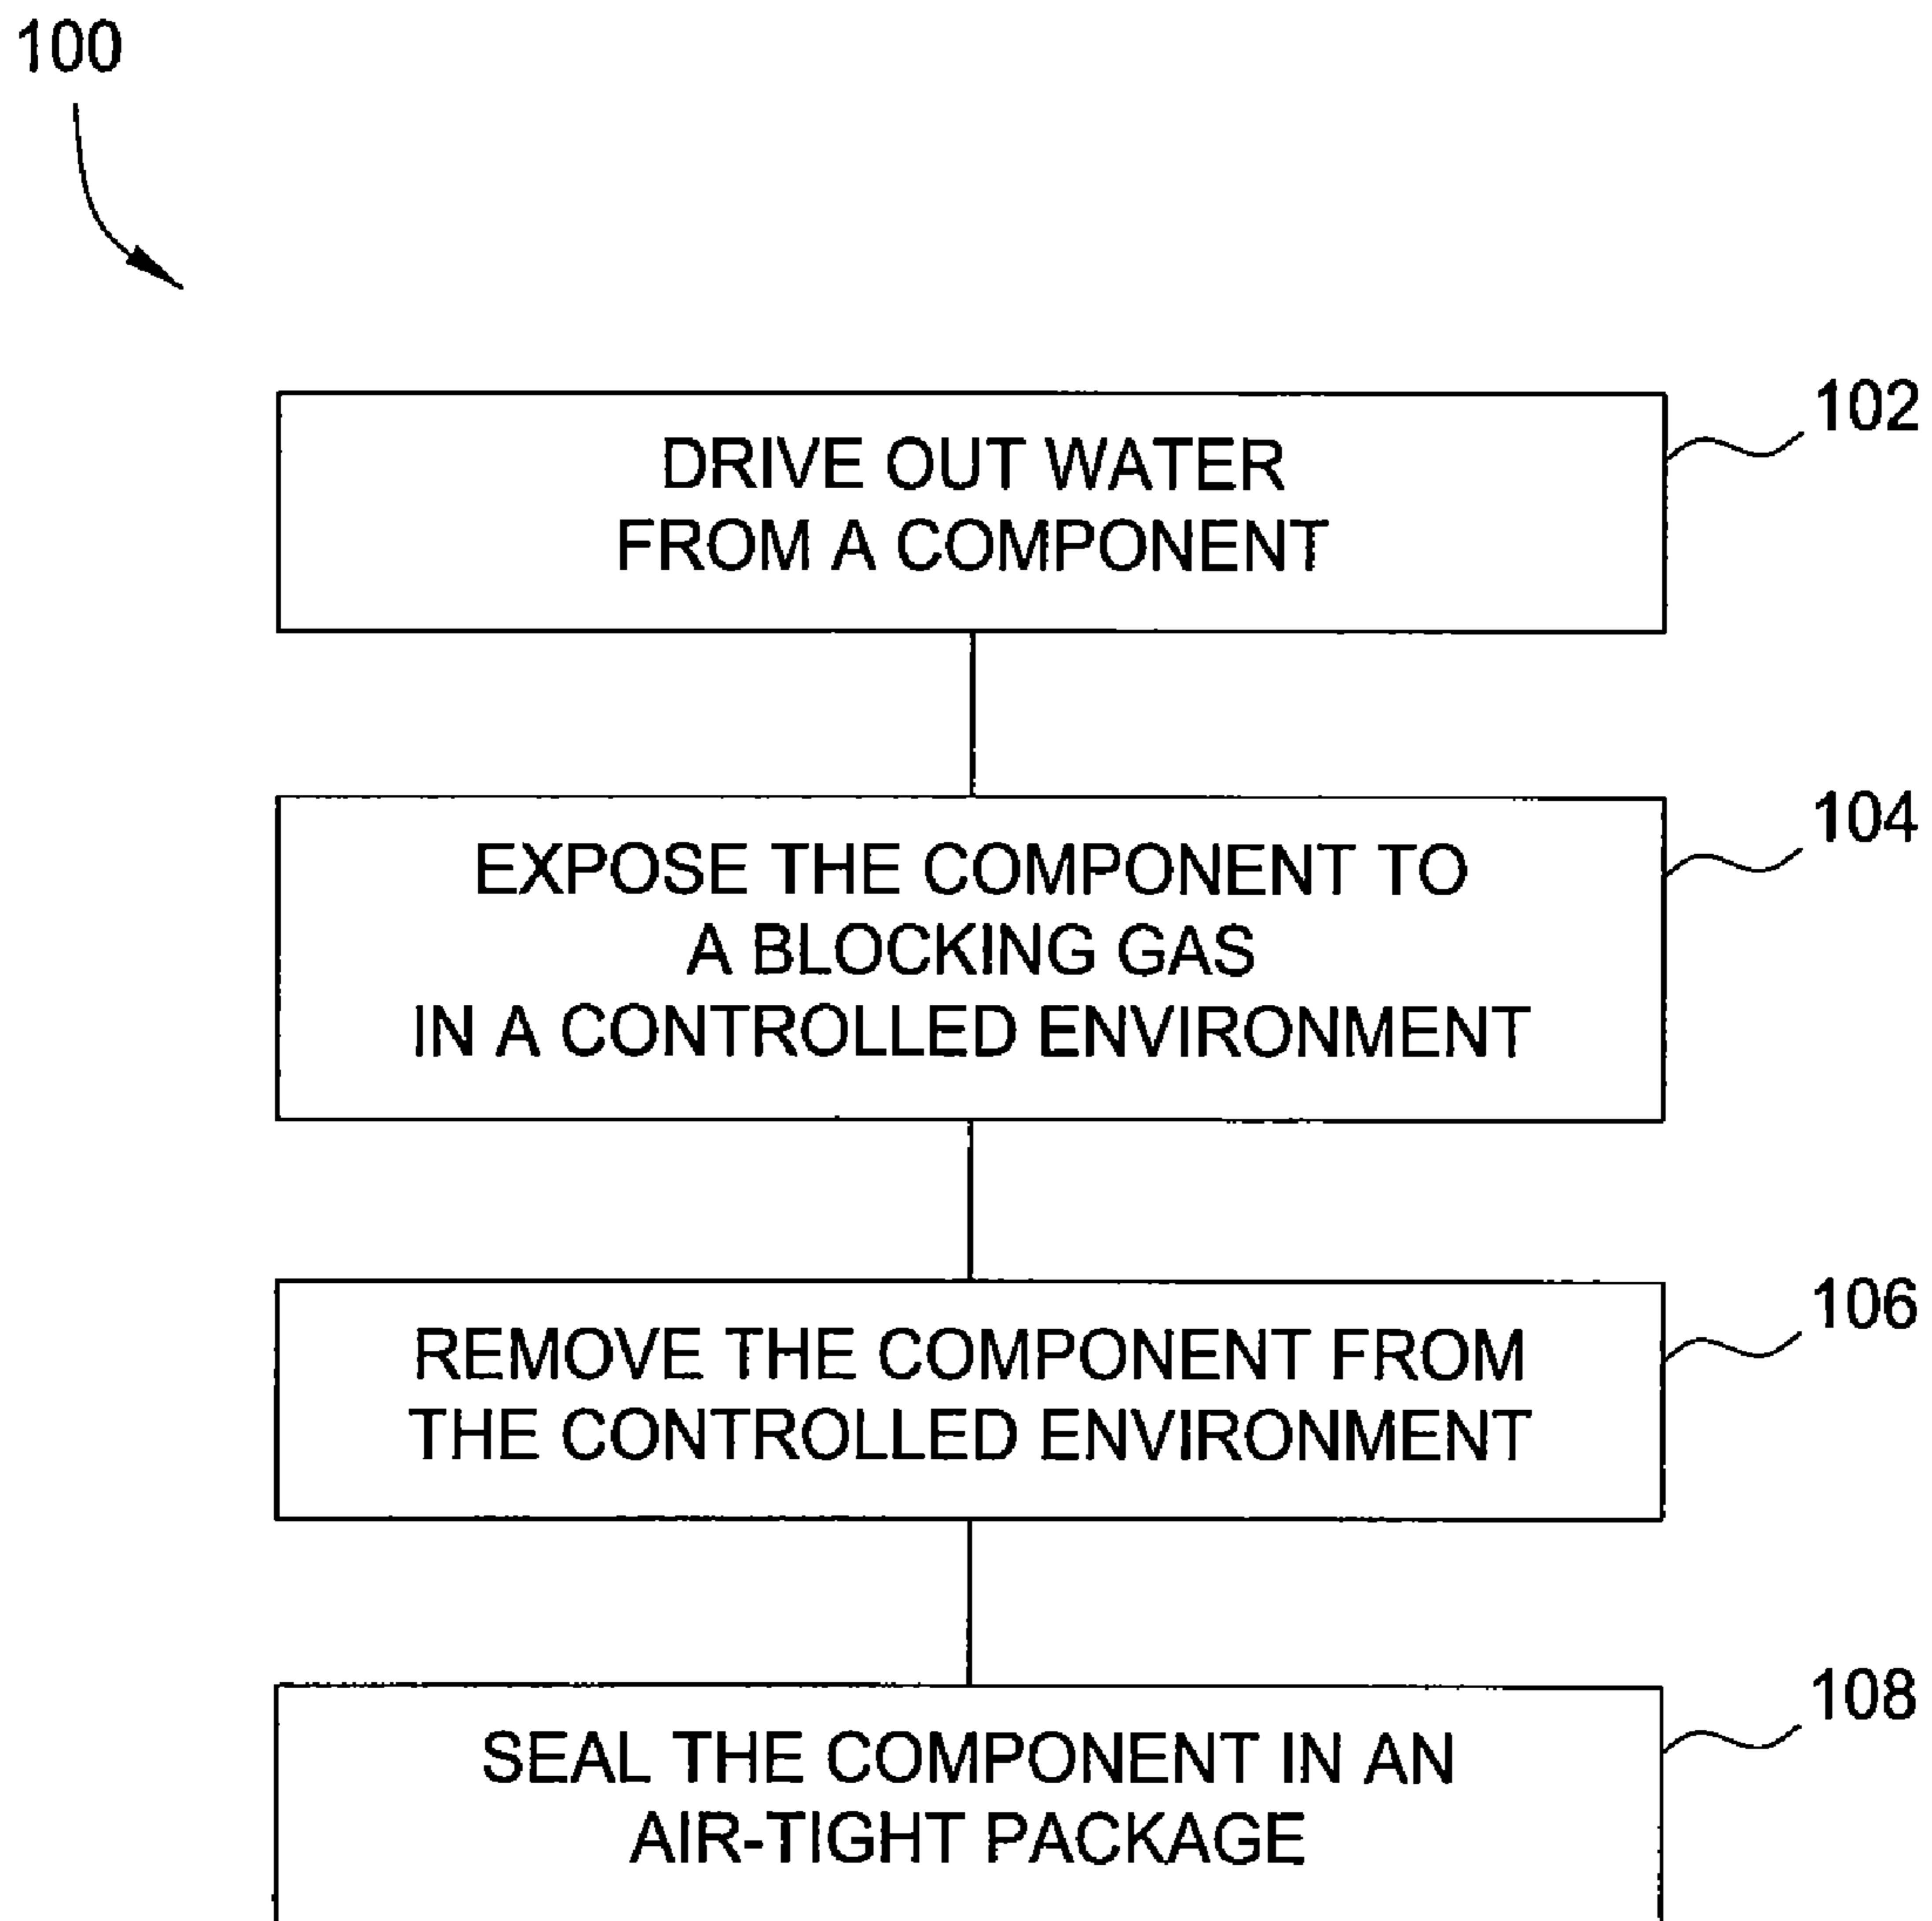 100
102
DRIVE OUT WATER
FROM A COMPONENT
104
EXPOSE THE COMPONENT TO
A BLOCKING GAS
IN A CONTROLLED ENVIRONMENT
106
REMOVE THE COMPONENT FROM
THE CONTROLLED ENVIRONMENT
108
SEAL THE COMPONENT IN AN
AIR-TIGHT PACKAGE